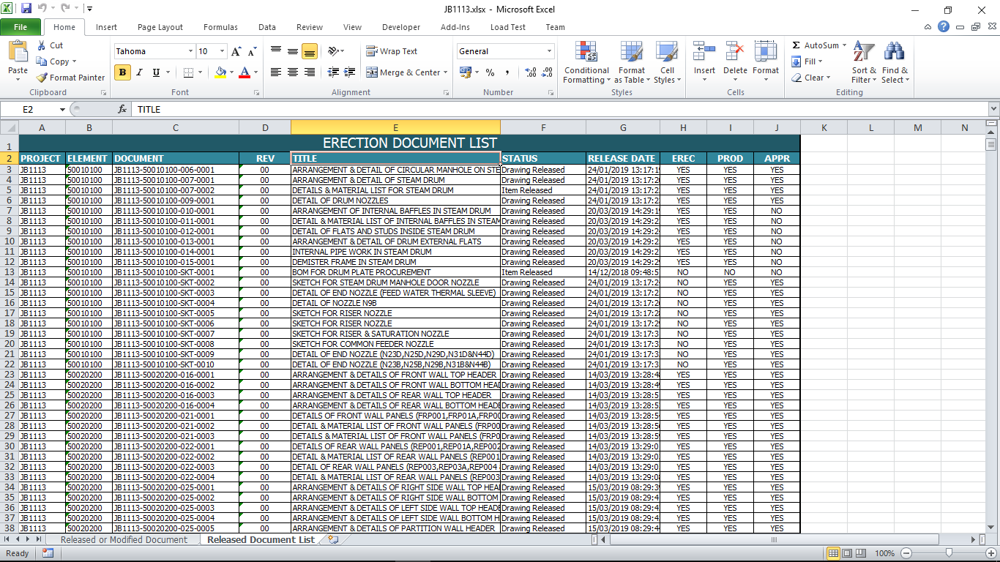 JB1113.xlsx - Microsoft Excel
File Home Insert Page Layout Formulas Data Review View Developer Add-Ins Load Test Team
Paste Cut Copy Format Painter Clipboard
Tahoma 10 B I U A Font
Wrap Text Merge & Center Alignment
General % , Number
Conditional Formatting Format as Table Cell Styles Styles
Insert Delete Format Cells
AutoSum Fill Clear Sort & Filter Find & Select Editing
E2 fx TITLE
A B C D E F G H I J K L M N
1 ERECTION DOCUMENT LIST
2 PROJECT ELEMENT DOCUMENT REV TITLE STATUS RELEASE DATE EREC PROD APPR
3 JB1113 50010100 JB1113-50010100-006-0001 00 ARRANGEMENT & DETAIL OF CIRCULAR MANHOLE ON STE Drawing Released 24/01/2019 13:17:19 YES YES YES
4 JB1113 50010100 JB1113-50010100-007-0001 00 ARRANGEMENT & DETAIL OF STEAM DRUM Drawing Released 24/01/2019 13:17:20 YES YES YES
5 JB1113 50010100 JB1113-50010100-007-0002 00 DETAILS & MATERIAL LIST FOR STEAM DRUM Item Released 24/01/2019 13:17:2 YES YES YES
6 JB1113 50010100 JB1113-50010100-009-0001 00 DETAIL OF DRUM NOZZLES Drawing Released 24/01/2019 13:17:2 YES YES YES
7 JB1113 50010100 JB1113-50010100-010-0001 00 ARRANGEMENT OF INTERNAL BAFFLES IN STEAM DRUM Drawing Released 20/03/2019 14:29:19 YES YES NO
8 JB1113 50010100 JB1113-50010100-011-0001 00 DETAIL & MATERIAL LIST OF INTERNAL BAFFLES IN STEAM Drawing Released 20/03/2019 14:29:2 YES YES NO
9 JB1113 50010100 JB1113-50010100-012-0001 00 DETAIL OF FLATS AND STUDS INSIDE STEAM DRUM Drawing Released 20/03/2019 14:29:2 YES YES NO
10 JB1113 50010100 JB1113-50010100-013-0001 00 ARRANGEMENT & DETAIL OF DRUM EXTERNAL FLATS Drawing Released 20/03/2019 14:29:2 YES YES NO
11 JB1113 50010100 JB1113-50010100-014-0001 00 INTERNAL PIPE WORK IN STEAM DRUM Drawing Released 20/03/2019 14:29:2 YES YES NO
12 JB1113 50010100 JB1113-50010100-015-0001 00 DEMISTER FRAME IN STEAM DRUM Drawing Released 20/03/2019 14:29:29 YES YES NO
13 JB1113 50010100 JB1113-50010100-SKT-0001 00 BOM FOR DRUM PLATE PROCUREMENT Item Released 14/12/2018 09:48:5 NO NO NO
14 JB1113 50010100 JB1113-50010100-SKT-0002 00 SKETCH FOR STEAM DRUM MANHOLE DOOR NOZZLE Drawing Released 24/01/2019 13:17:2 NO YES YES
15 JB1113 50010100 JB1113-50010100-SKT-0003 00 DETAIL OF END NOZZLE (FEED WATER THERMAL SLEEVE) Drawing Released 24/01/2019 13:17:2 NO YES YES
16 JB1113 50010100 JB1113-50010100-SKT-0004 00 DETAIL OF NOZZLE N9B Drawing Released 24/01/2019 13:17:20 NO YES YES
17 JB1113 50010100 JB1113-50010100-SKT-0005 00 SKETCH FOR RISER NOZZLE Drawing Released 24/01/2019 13:17:28 NO YES YES
18 JB1113 50010100 JB1113-50010100-SKT-0006 00 SKETCH FOR RISER NOZZLE Drawing Released 24/01/2019 13:17:29 NO YES YES
19 JB1113 50010100 JB1113-50010100-SKT-0007 00 SKETCH FOR RISER & SATURATION NOZZLE Drawing Released 24/01/2019 13:17:3 NO YES YES
20 JB1113 50010100 JB1113-50010100-SKT-0008 00 SKETCH FOR COMMON FEEDER NOZZLE Drawing Released 24/01/2019 13:17:3 NO YES YES
21 JB1113 50010100 JB1113-50010100-SKT-0009 00 DETAIL OF END NOZZLE (N23D,N25D,N29D,N31D&N44D) Drawing Released 24/01/2019 13:17:3 NO YES YES
22 JB1113 50010100 JB1113-50010100-SKT-0010 00 DETAIL OF END NOZZLE (N23B,N25B,N29B,N31B&N44B) Drawing Released 24/01/2019 13:17:3 NO YES YES
23 JB1113 50020200 JB1113-50020200-016-0001 00 ARRANGEMENT & DETAILS OF FRONT WALL TOP HEADER Drawing Released 14/03/2019 13:28:48 YES YES YES
24 JB1113 50020200 JB1113-50020200-016-0002 00 ARRANGEMENT & DETAILS OF FRONT WALL BOTTOM HEAD Drawing Released 14/03/2019 13:28:49 YES YES YES
25 JB1113 50020200 JB1113-50020200-016-0003 00 ARRANGEMENT & DETAILS OF REAR WALL TOP HEADER Drawing Released 14/03/2019 13:28:5 YES YES YES
26 JB1113 50020200 JB1113-50020200-016-0004 00 ARRANGEMENT & DETAILS OF REAR WALL BOTTOM HEADE Drawing Released 14/03/2019 13:28:5 YES YES YES
27 JB1113 50020200 JB1113-50020200-021-0001 00 DETAILS OF FRONT WALL PANELS (FRP001,FRP01A,FRP00 Drawing Released 14/03/2019 13:28:5 YES YES YES
28 JB1113 50020200 JB1113-50020200-021-0002 00 DETAIL & MATERIAL LIST OF FRONT WALL PANELS (FRP00 Drawing Released 14/03/2019 13:28:50 YES YES YES
29 JB1113 50020200 JB1113-50020200-021-0003 00 DETAILS & MATERIAL LIST OF FRONT WALL PANELS (FRP0 Drawing Released 14/03/2019 13:28:59 YES YES YES
30 JB1113 50020200 JB1113-50020200-022-0001 00 DETAILS OF REAR WALL PANELS (REP001,REP01A,REP002 Drawing Released 14/03/2019 13:29:0 YES YES YES
31 JB1113 50020200 JB1113-50020200-022-0002 00 DETAIL & MATERIAL LIST OF REAR WALL PANELS (REP001 Drawing Released 14/03/2019 13:29:0 YES YES YES
32 JB1113 50020200 JB1113-50020200-022-0003 00 DETAIL OF REAR WALL PANELS (REP003,REP03A,REP004 Drawing Released 14/03/2019 13:29:0 YES YES YES
33 JB1113 50020200 JB1113-50020200-022-0004 00 DETAIL & MATERIAL LIST OF REAR WALL PANELS (REP003 Drawing Released 14/03/2019 13:29:08 YES YES YES
34 JB1113 50020200 JB1113-50020200-025-0001 00 ARRANGEMENT & DETAILS OF RIGHT SIDE WALL TOP HEA Drawing Released 15/03/2019 08:29:39 YES YES YES
35 JB1113 50020200 JB1113-50020200-025-0002 00 ARRANGEMENT & DETAILS OF RIGHT SIDE WALL BOTTOM Drawing Released 15/03/2019 08:29:4 YES YES YES
36 JB1113 50020200 JB1113-50020200-025-0003 00 ARRANGEMENT & DETAILS OF LEFT SIDE WALL TOP HEADE Drawing Released 15/03/2019 08:29:4 YES YES YES
37 JB1113 50020200 JB1113-50020200-025-0004 00 ARRANGEMENT & DETAILS OF LEFT SIDE WALL BOTTOM H Drawing Released 15/03/2019 08:29:4 YES YES YES
38 JB1113 50020200 JB1113-50020200-025-0005 00 ARRANGEMENT & DETAILS OF PARTITION WALL HEADER Drawing Released 15/03/2019 08:29:4 YES YES YES
Released or Modified Document Released Document List
Ready 100%